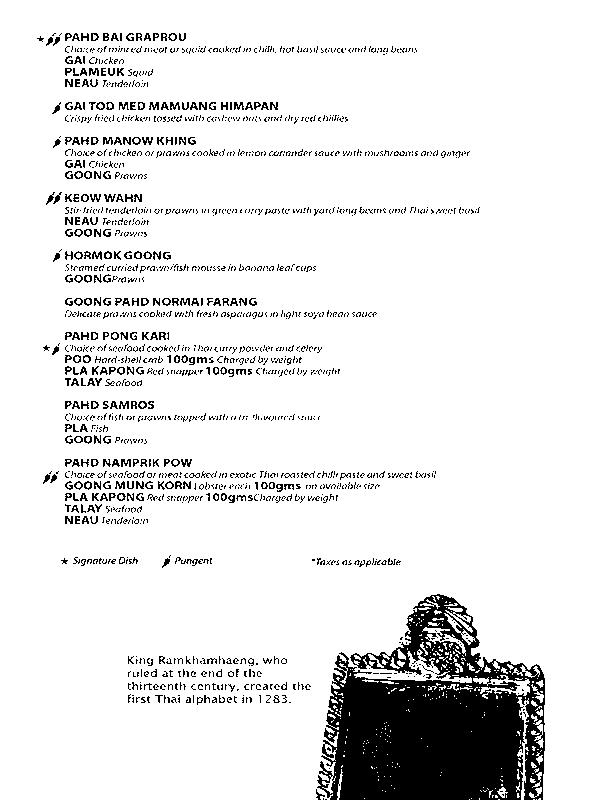 PAHD BAI GRAPROU
Choice of minced meat or squid cooked in chilli, hot basil sauce and long beans
GAI Chicken
PLAMEUK Squid
NEAU Tenderloin
GAI TOD MED MAMUANG HIMAPAN
Crispy fried chicken tossed with cashew nuts and dry red chillies
PAHD MANOW KHING
Choice of chicken or prawns cooked in lemon coriander sauce with mushrooms and ginger
GAI Chicken
GOONG Prawns
KEOW WAHN
Stir-fried tenderloin or prawns in green curry paste with yard long beans and Thai sweet basil
NEAU Tenderloin
GOONG Prawns
HORMOK GOONG
Steamed curried prawn/fish mousse in banana leaf cups
GOONG Prawns
GOONG PAHD NORMAI FARANG
Delicate prawns cooked with fresh asparagus in light soya bean sauce
PAHD PONG KARI
Choice of seafood cooked in Thai curry powder and celery
POO Hard-shell crab 100gms Charged by weight
PLA KAPONG Red snapper 100gms Charged by weight
TALAY Seafood
PAHD SAMROS
Choice of fish or prawns topped with a tri-flavoured sauce
PLA Fish
GOONG Prawns
PAHD NAMPRIK POW
Choice of seafood or meat cooked in exotic Thai roasted chilli paste and sweet basil
GOONG MUNG KORN Lobster each 100gms on available size
PLA KAPONG Red snapper 100gms Charged by weight
TALAY Seafood
NEAU Tenderloin
★ Signature Dish Pungent *Taxes as applicable
King Ramkhamhaeng, who
ruled at the end of the
thirteenth century, created the
first Thai alphabet in 1283.